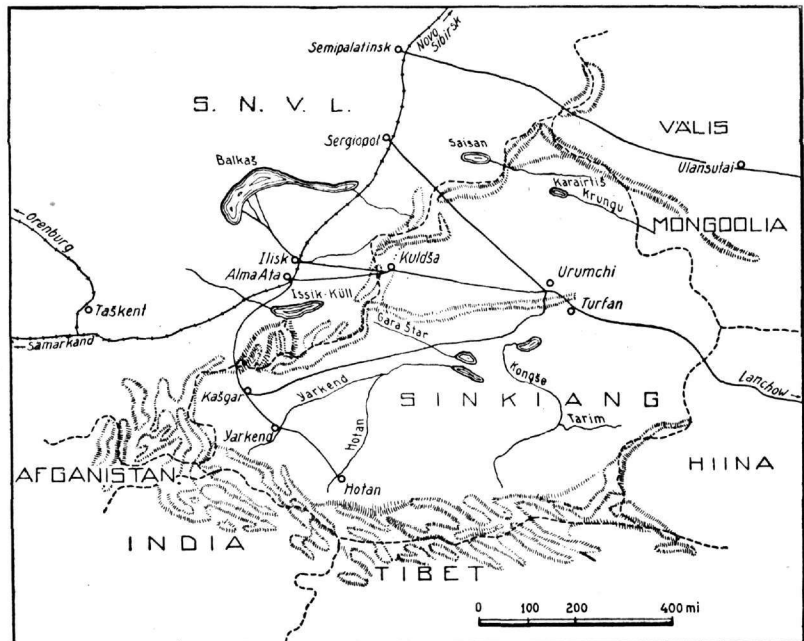 NOVO
SIBIRSK
Semipalatinsk
S. N. V. L.
VÄLIS
Sergiopol
Saisan
Balkaš
Ulansutai
Karairtiš
Krungu
MONGOOLIA
Orenburg
Ilisk
Kuldša
Alma Ata
Urumchi
Issik-Küll
Taškent
Turfan
Gara Štar
Samarkand
Kongše
Lanchow
Kašgar
Yarkend
SINKIANG
Hotan
Tarim
Yarkend
HIINA
AFGANISTAN
Hotan
INDIA
TIBET
0 100 200 400 mi